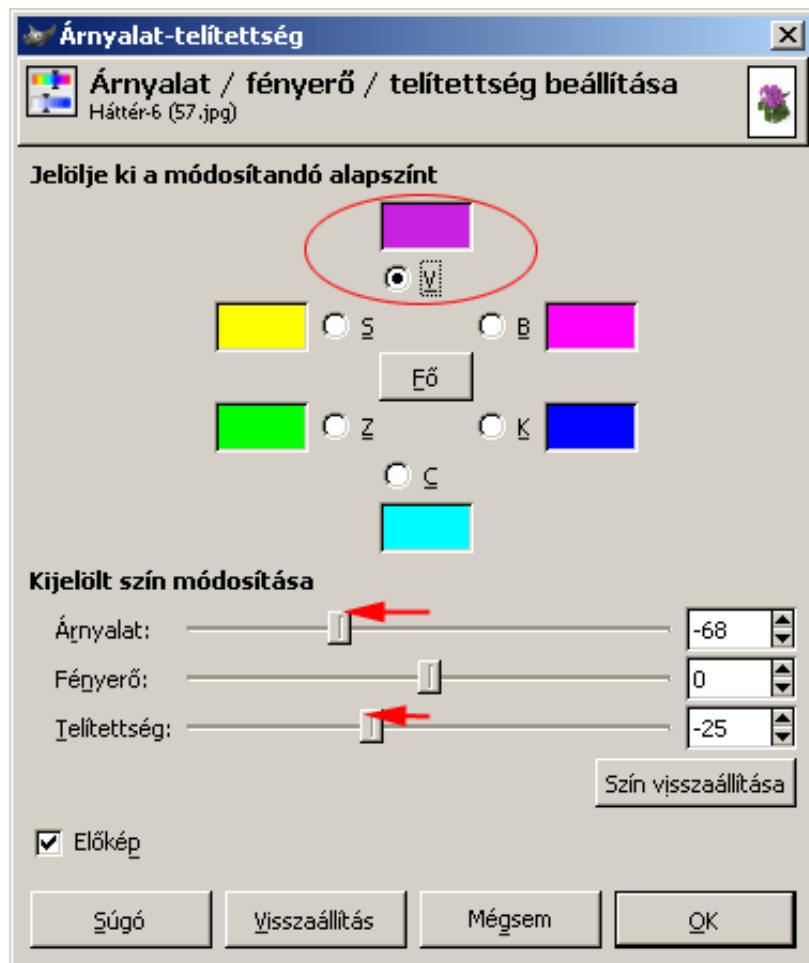 Árnyalat-telítettség
Árnyalat / fényerő / telítettség beállítása
Háttér-6 (57.jpg)
Jelölje ki a módosítandó alapszínt
V
S B
Fő
Z K
C
Kijelölt szín módosítása
Árnyalat: -68
Fényerő: 0
Telítettség: -25
Szín visszaállítása
Előkép
Súgó Visszaállítás Mégsem OK